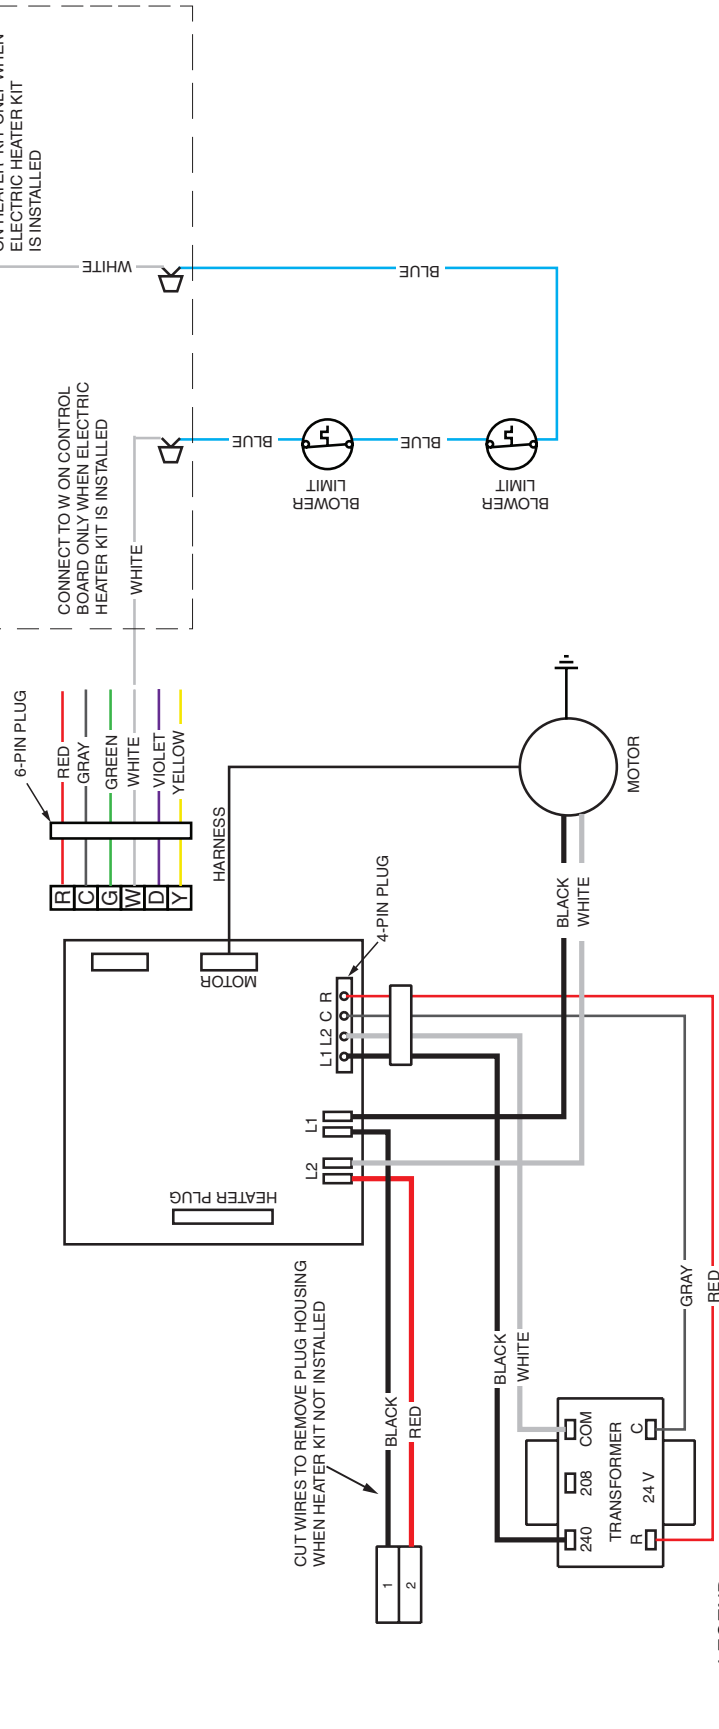 ELECTRIC HEATER KIT
IS INSTALLED
WHITE
BLUE
CONNECT TO W ON CONTROL
BOARD ONLY WHEN ELECTRIC
HEATER KIT IS INSTALLED
BLUE
BLUE
BLOWER
LIMIT
BLOWER
LIMIT
WHITE
6-PIN PLUG
RED
GRAY
GREEN
WHITE
VIOLET
YELLOW
R
C
G
W
D
Y
HARNESS
MOTOR
BLACK
WHITE
4-PIN PLUG
MOTOR
L1 L2 C R
L1
L2
HEATER PLUG
CUT WIRES TO REMOVE PLUG HOUSING
WHEN HEATER KIT NOT INSTALLED
BLACK
RED
1
2
BLACK
WHITE
GRAY
RED
240
208
COM
TRANSFORMER
24 V
R
C